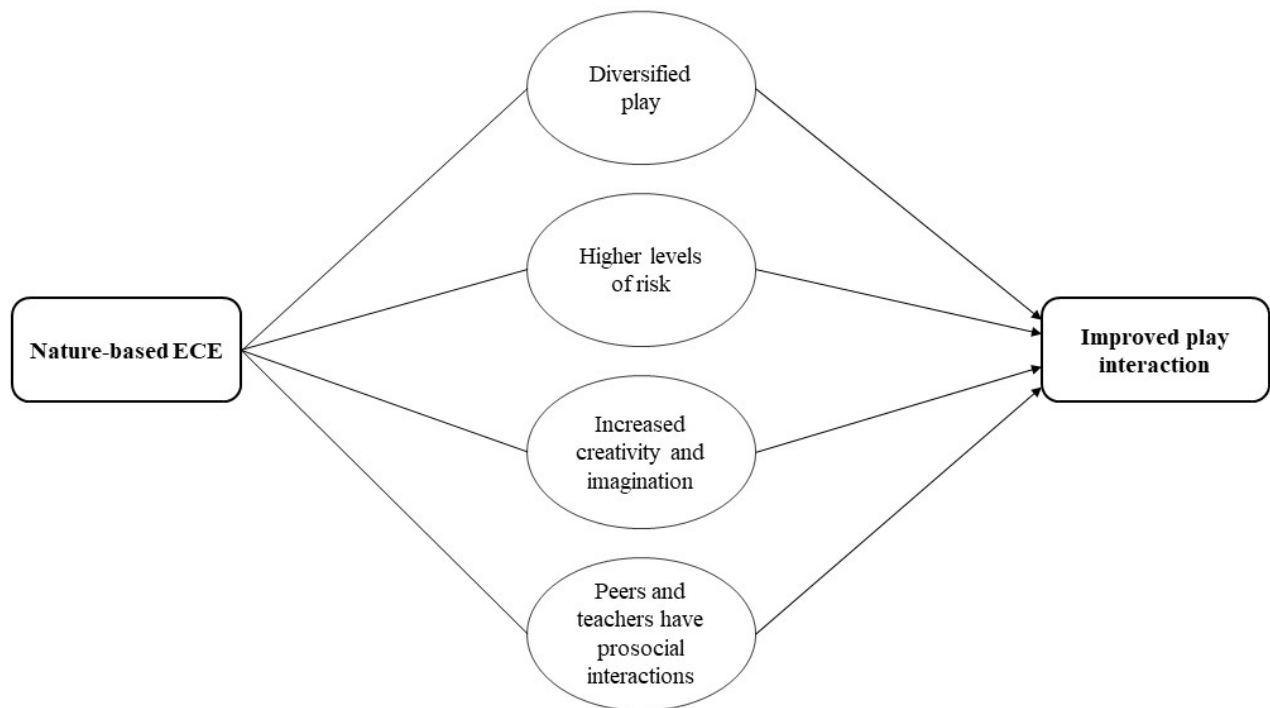 Diversified
play
Higher levels
of risk
Nature-based ECE
Improved play
interaction
Increased
creativity and
imagination
Peers and
teachers have
prosocial
interactions